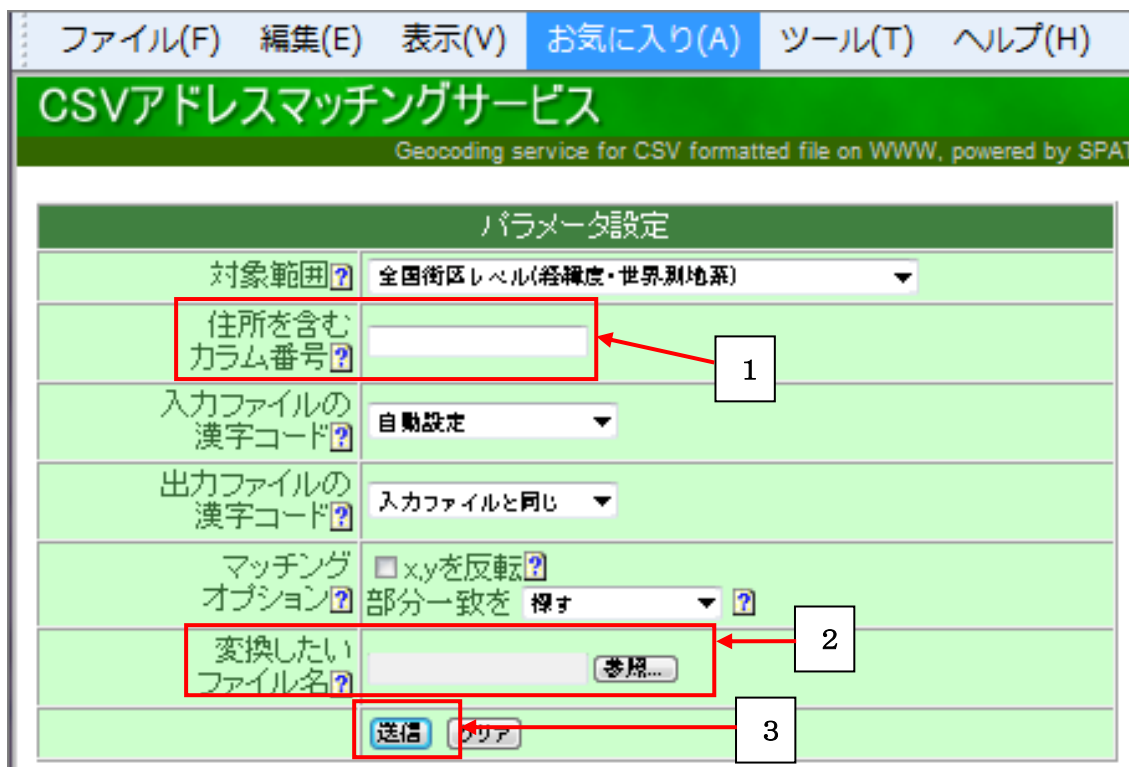 ファイル(F) 編集(E) 表示(V) お気に入り(A) ツール(T) ヘルプ(H)
CSVアドレスマッチングサービス
Geocoding service for CSV formatted file on WWW, powered by SPAT
パラメータ設定
対象範囲? 全国街区レベル(経緯度・世界測地系)
住所を含む
カラム番号?
1
入力ファイルの
漢字コード? 自動設定
出力ファイルの
漢字コード? 入力ファイルと同じ
マッチング
オプション?
x,yを反転?
部分一致を 探す ?
変換したい
ファイル名? 参照...
2
送信 クリア
3